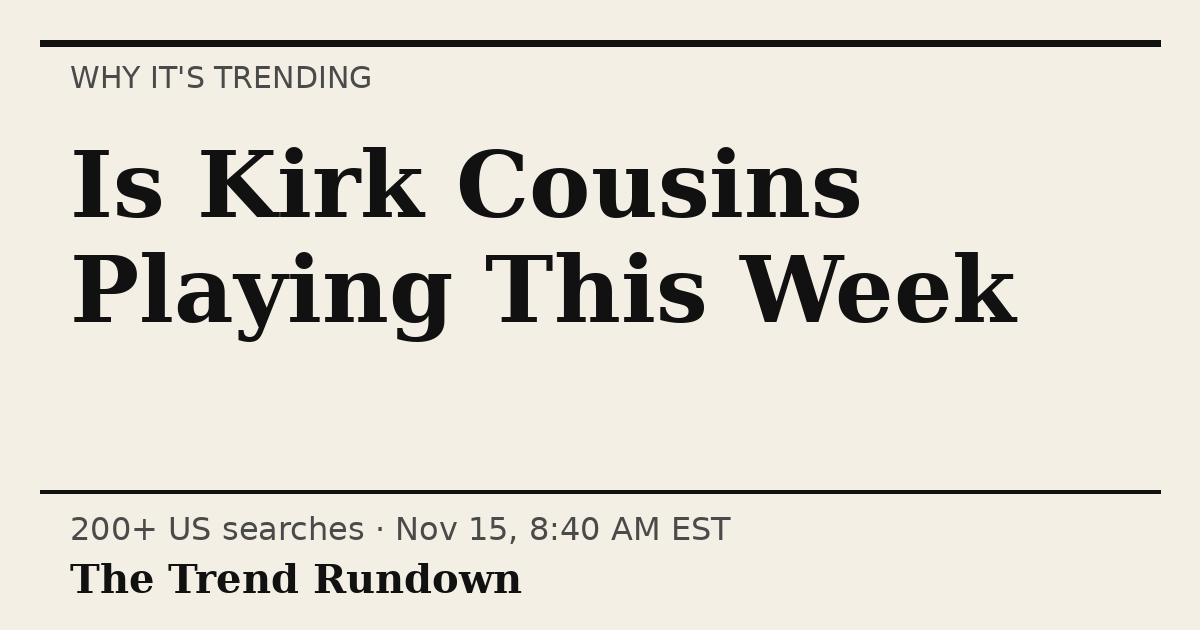 WHY IT'S TRENDING
Is Kirk Cousins
Playing This Week
200+ US searches · Nov 15, 8:40 AM EST
The Trend Rundown